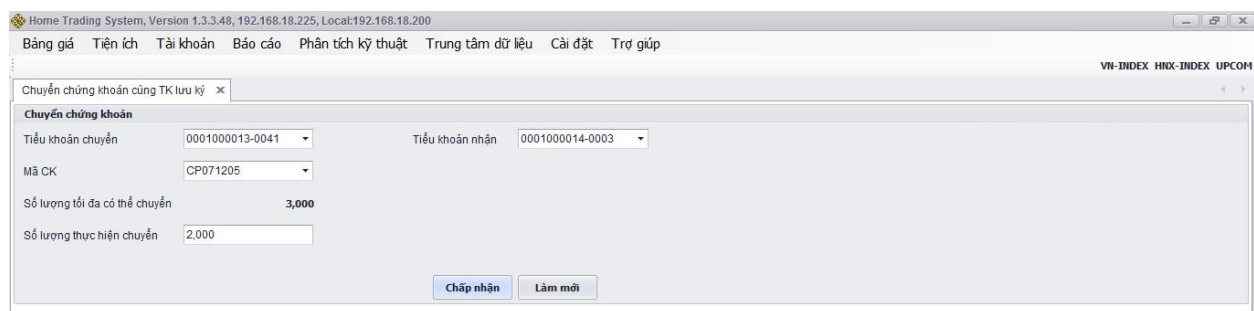 Home Trading System, Version 1.3.3.48, 192.168.18.225, Local:192.168.18.200
Bảng giá Tiện ích Tài khoản Báo cáo Phân tích kỹ thuật Trung tâm dữ liệu Cài đặt Trợ giúp
VN-INDEX HNX-INDEX UPCOM
Chuyển chứng khoán cùng TK lưu ký
Chuyển chứng khoán
Tiểu khoản chuyển 0001000013-0041 Tiểu khoản nhận 0001000014-0003
Mã CK CP071205
Số lượng tối đa có thể chuyển 3,000
Số lượng thực hiện chuyển 2,000
Chấp nhận Làm mới